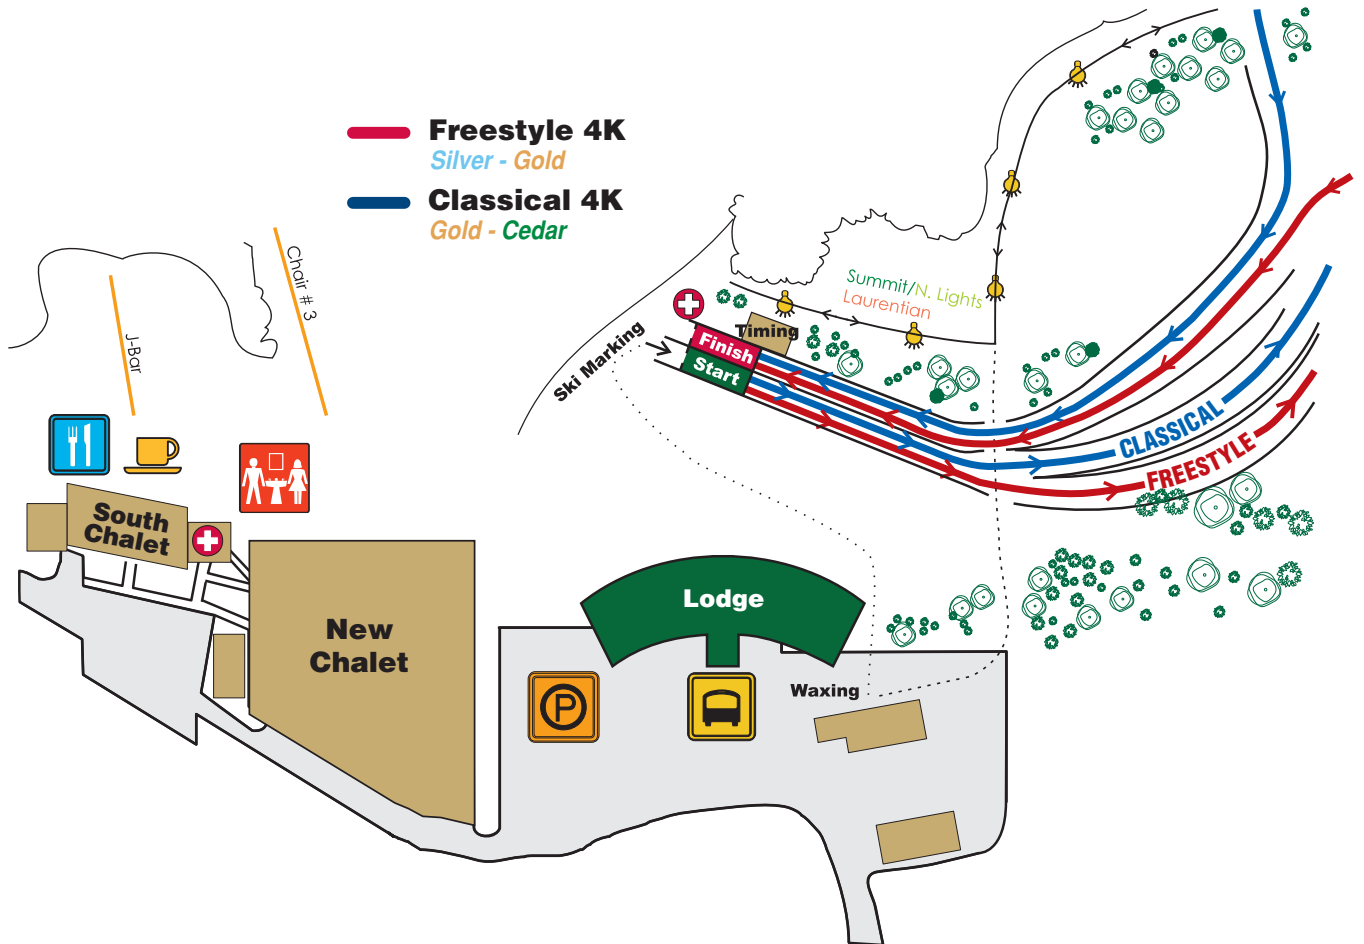 Freestyle 4K
Silver - Gold
Classical 4K
Gold - Cedar
Chair # 3
J-Bar
Summit/N. Lights
Laurentian
Timing
Finish
Start
Ski Marking
CLASSICAL
FREESTYLE
South
Chalet
New
Chalet
Lodge
P
Waxing